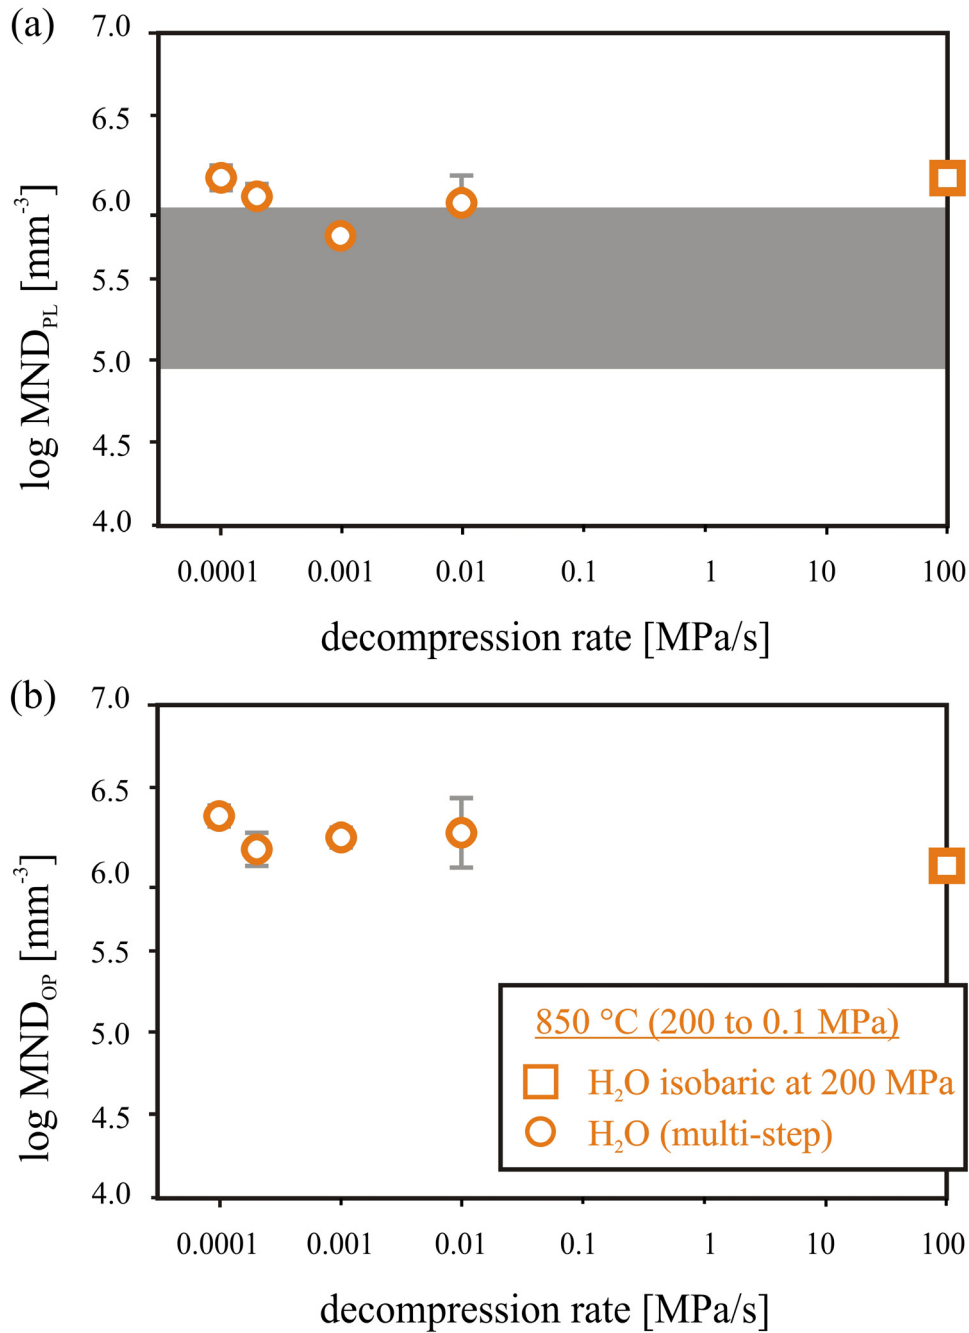 (a)
7.0
6.5
6.0
5.5
5.0
4.5
4.0
log MND_PL [mm^-3]
0.0001 0.001 0.01 0.1 1 10 100
decompression rate [MPa/s]
(b)
7.0
6.5
6.0
5.5
5.0
4.5
4.0
log MND_OP [mm^-3]
850 °C (200 to 0.1 MPa)
H₂O isobaric at 200 MPa
H₂O (multi-step)
0.0001 0.001 0.01 0.1 1 10 100
decompression rate [MPa/s]